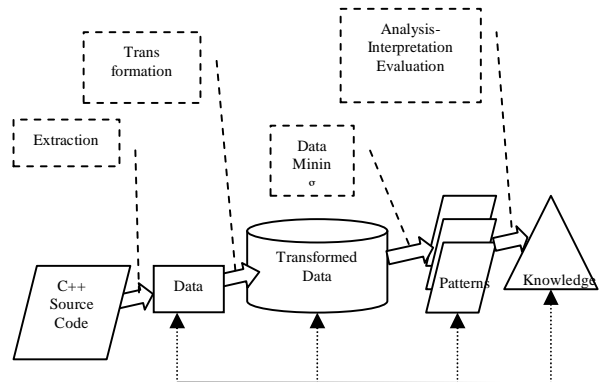 Analysis-
Interpretation
Evaluation
Trans
formation
Extraction
Data
Minin
σ
Transformed
Data
C++
Source
Code
Data
Patterns
Knowledge